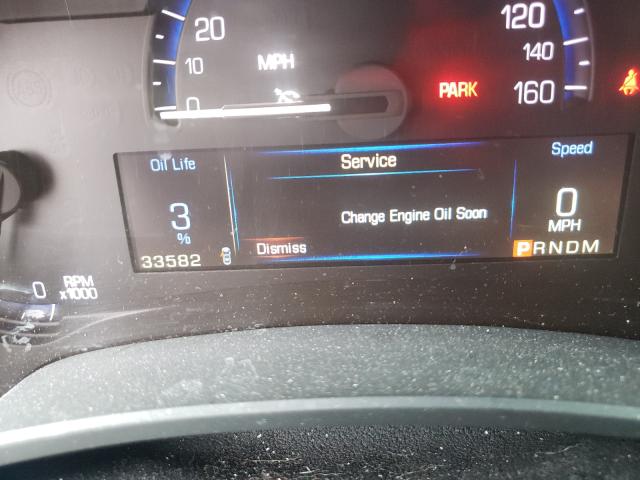 20
10
0
MPH
120
140
160
PARK
Oil Life
3
%
33582
Service
Change Engine Oil Soon
Dismiss
Speed
0
MPH
PRNDM
0
RPM
x1000